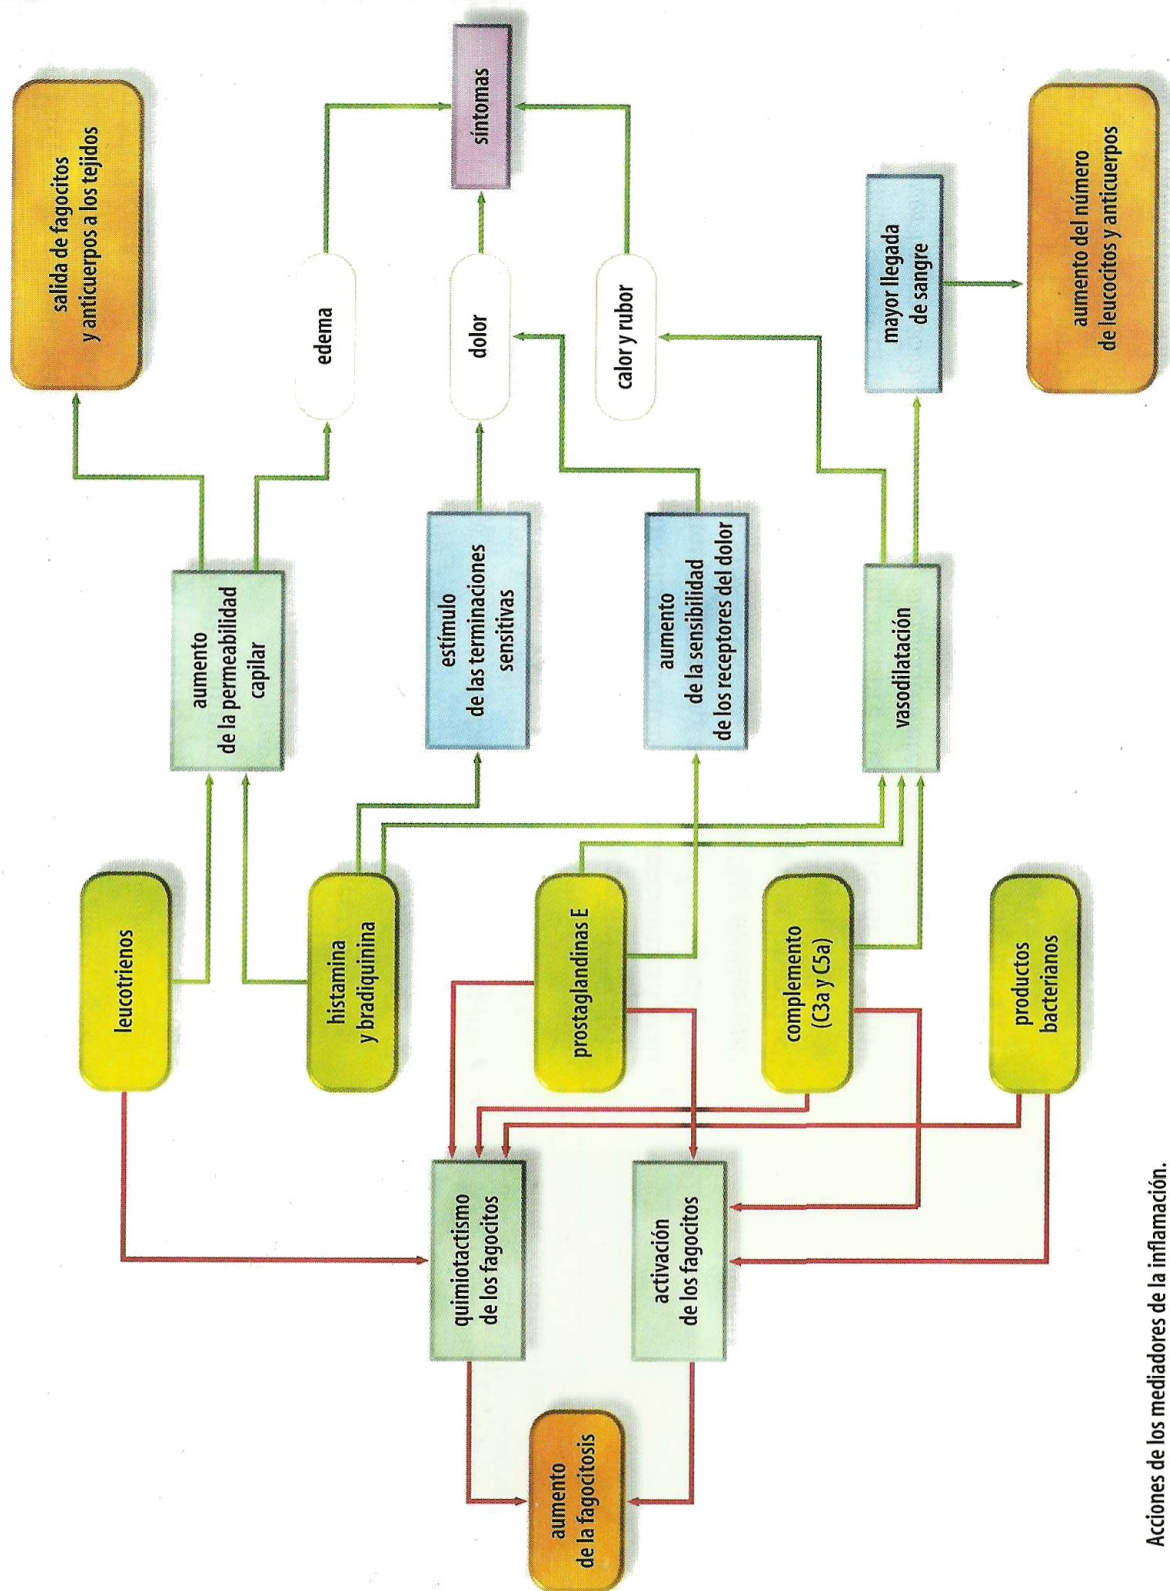 aumento
de la fagocitosis
quimiotactismo
de los fagocitos
activación
de los fagocitos
leucotrienos
histamina
y bradiquinina
prostaglandinas E
complemento
(C3a y C5a)
productos
bacterianos
aumento
de la permeabilidad
capilar
estímulo
de las terminaciones
sensitivas
aumento
de la sensibilidad
de los receptores del dolor
vasodilatación
salida de fagocitos
y anticuerpos a los tejidos
edema
dolor
calor y rubor
síntomas
mayor llegada
de sangre
aumento del número
de leucocitos y anticuerpos
Acciones de los mediadores de la inflamación.